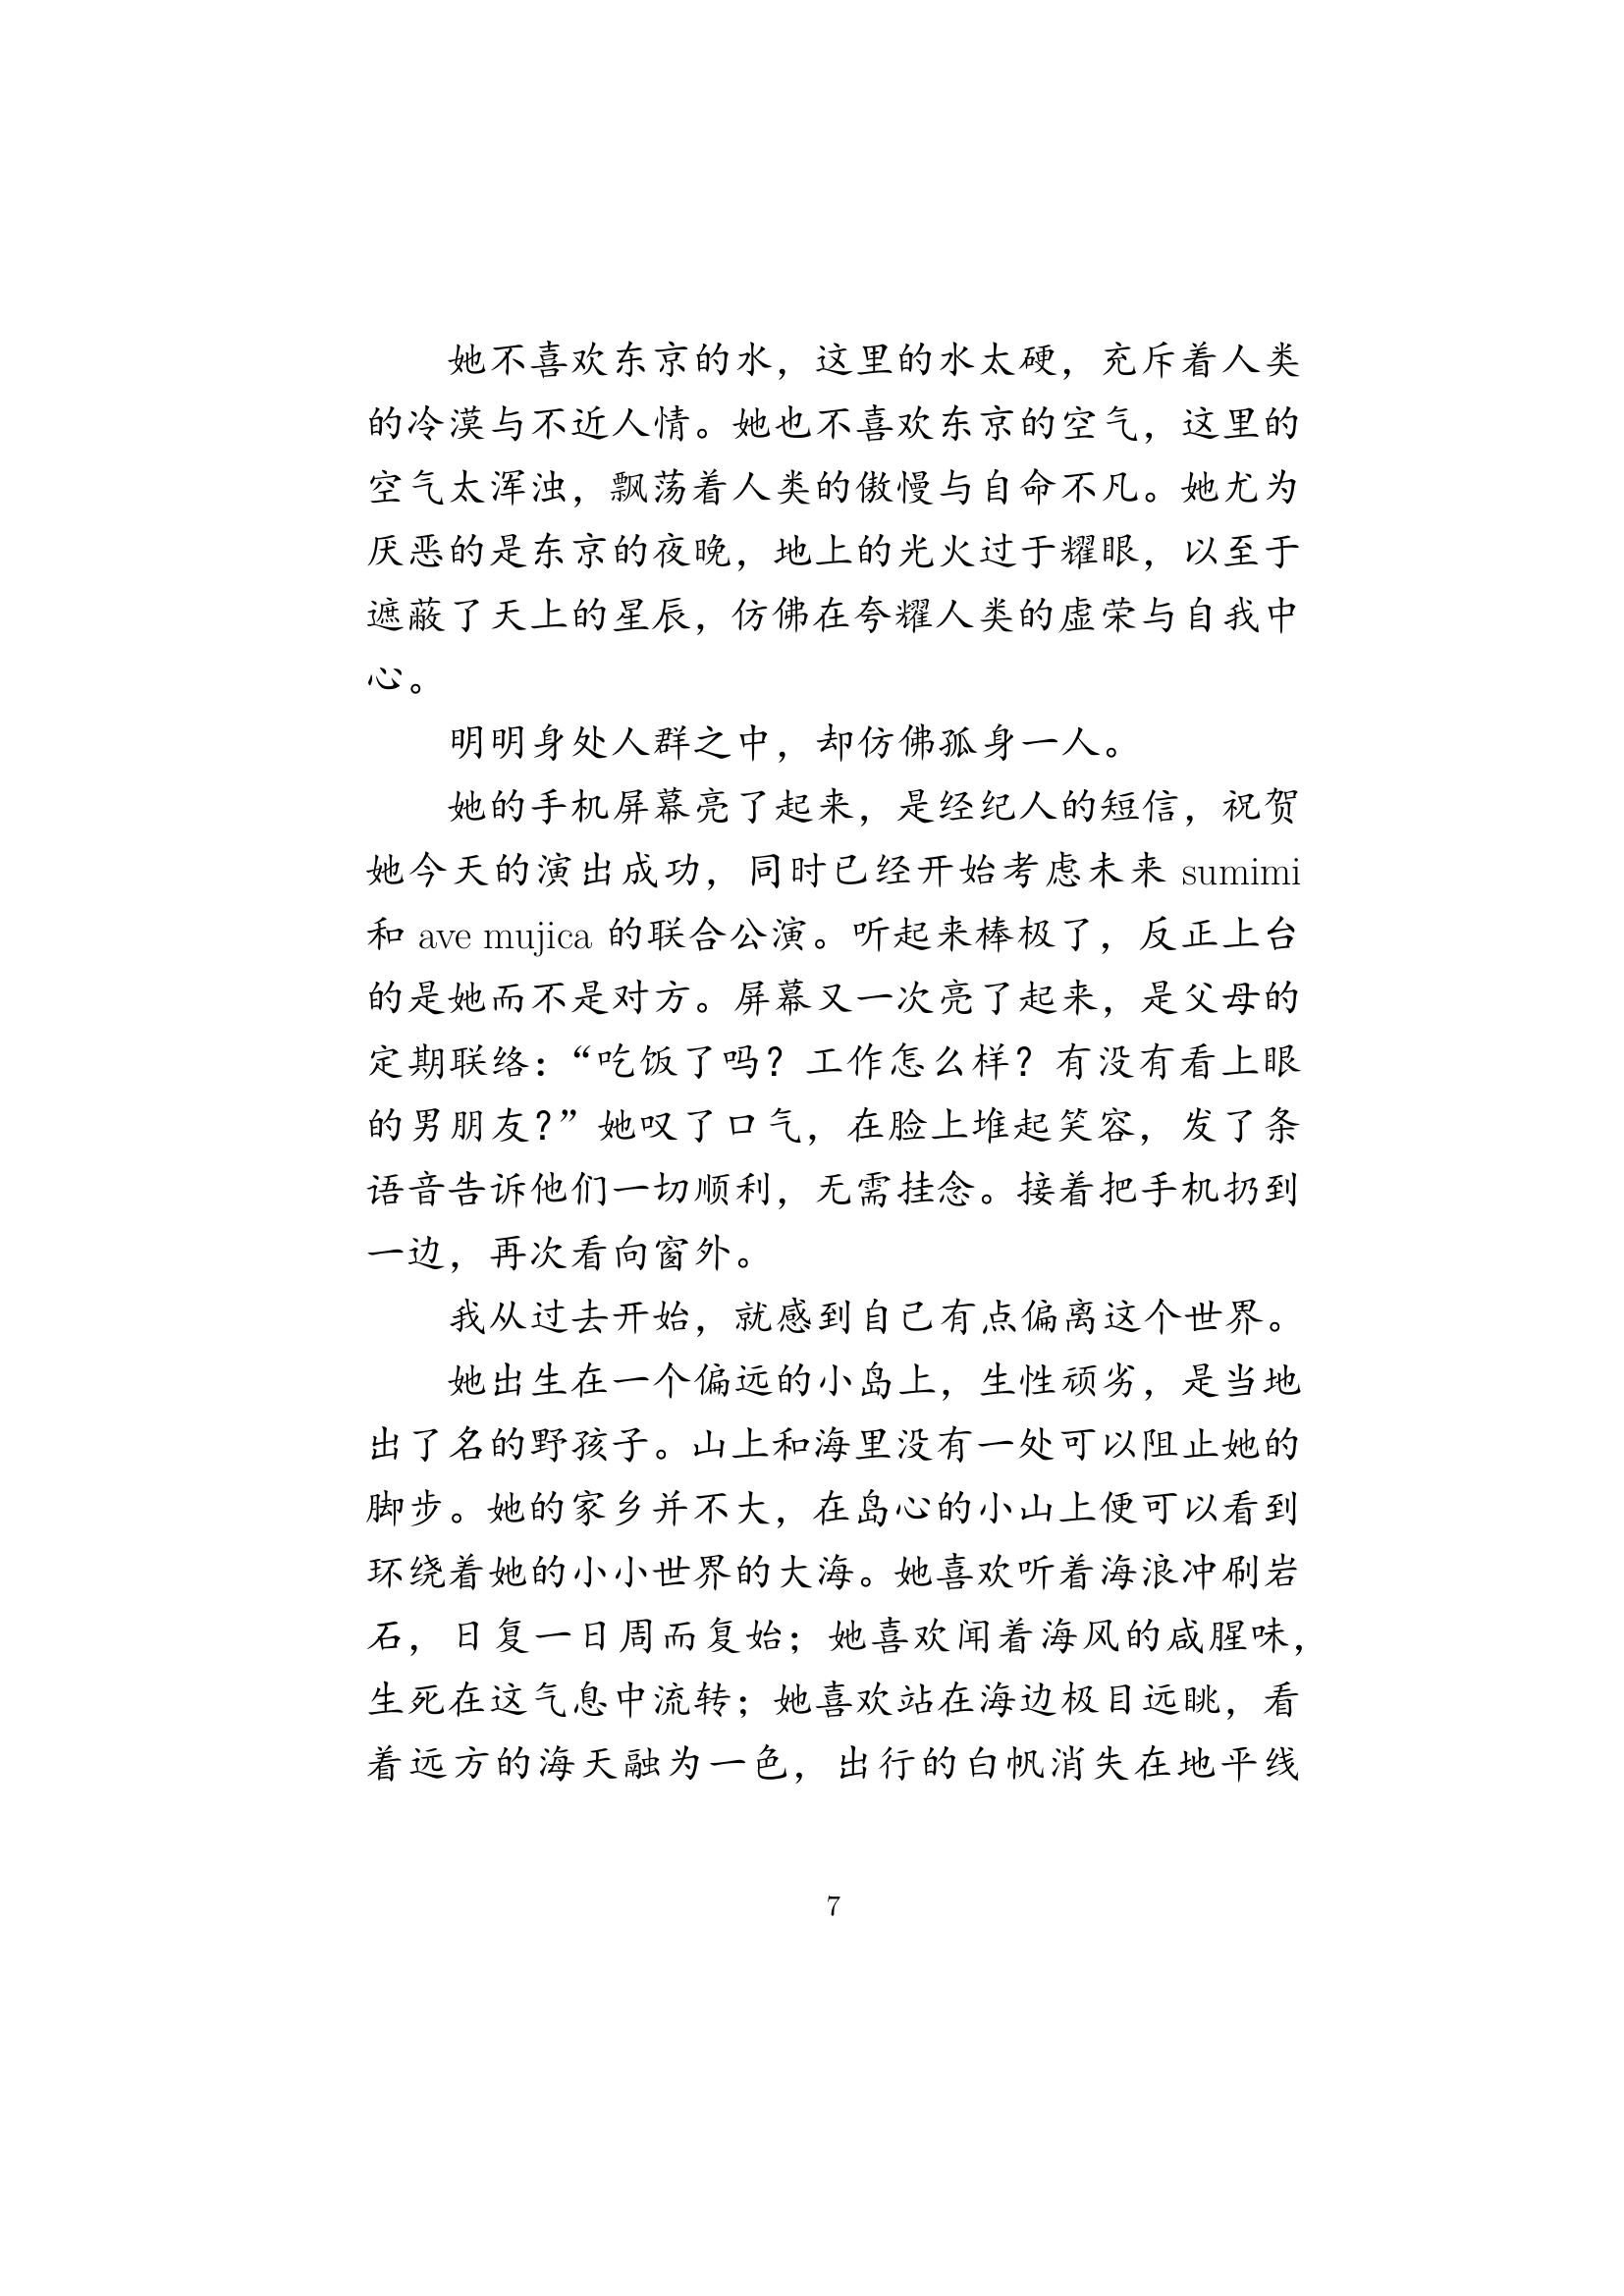 她不喜欢东京的水，这里的水太硬，充斥着人类
的冷漠与不近人情。她也不喜欢东京的空气，这里的
空气太浑浊，飘荡着人类的傲慢与自命不凡。她尤为
厌恶的是东京的夜晚，地上的光火过于耀眼，以至于
遮蔽了天上的星辰，仿佛在夸耀人类的虚荣与自我中
心。
明明身处人群之中，却仿佛孤身一人。
她的手机屏幕亮了起来，是经纪人的短信，祝贺
她今天的演出成功，同时已经开始考虑未来 sumimi
和 ave mujica 的联合公演。听起来棒极了，反正上台
的是她而不是对方。屏幕又一次亮了起来，是父母的
定期联络：“吃饭了吗？工作怎么样？有没有看上眼
的男朋友？”她叹了口气，在脸上堆起笑容，发了条
语音告诉他们一切顺利，无需挂念。接着把手机扔到
一边，再次看向窗外。
我从过去开始，就感到自己有点偏离这个世界。
她出生在一个偏远的小岛上，生性顽劣，是当地
出了名的野孩子。山上和海里没有一处可以阻止她的
脚步。她的家乡并不大，在岛心的小山上便可以看到
环绕着她的小小世界的大海。她喜欢听着海浪冲刷岩
石，日复一日周而复始；她喜欢闻着海风的咸腥味，
生死在这气息中流转；她喜欢站在海边极目远眺，看
着远方的海天融为一色，出行的白帆消失在地平线
7